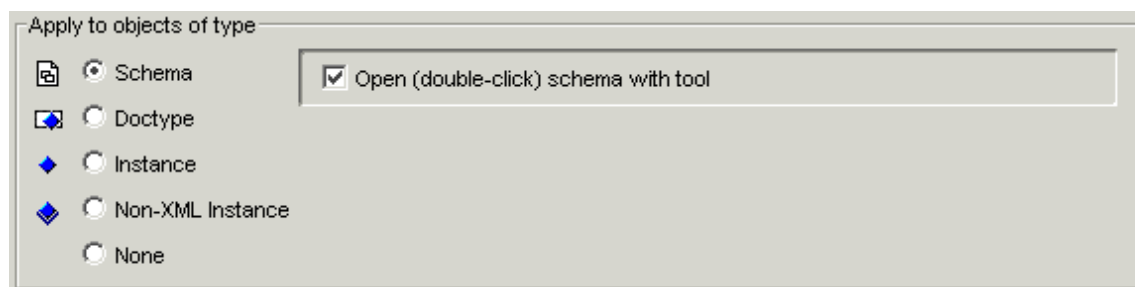 Apply to objects of type
Schema
Open (double-click) schema with tool
Doctype
Instance
Non-XML Instance
None